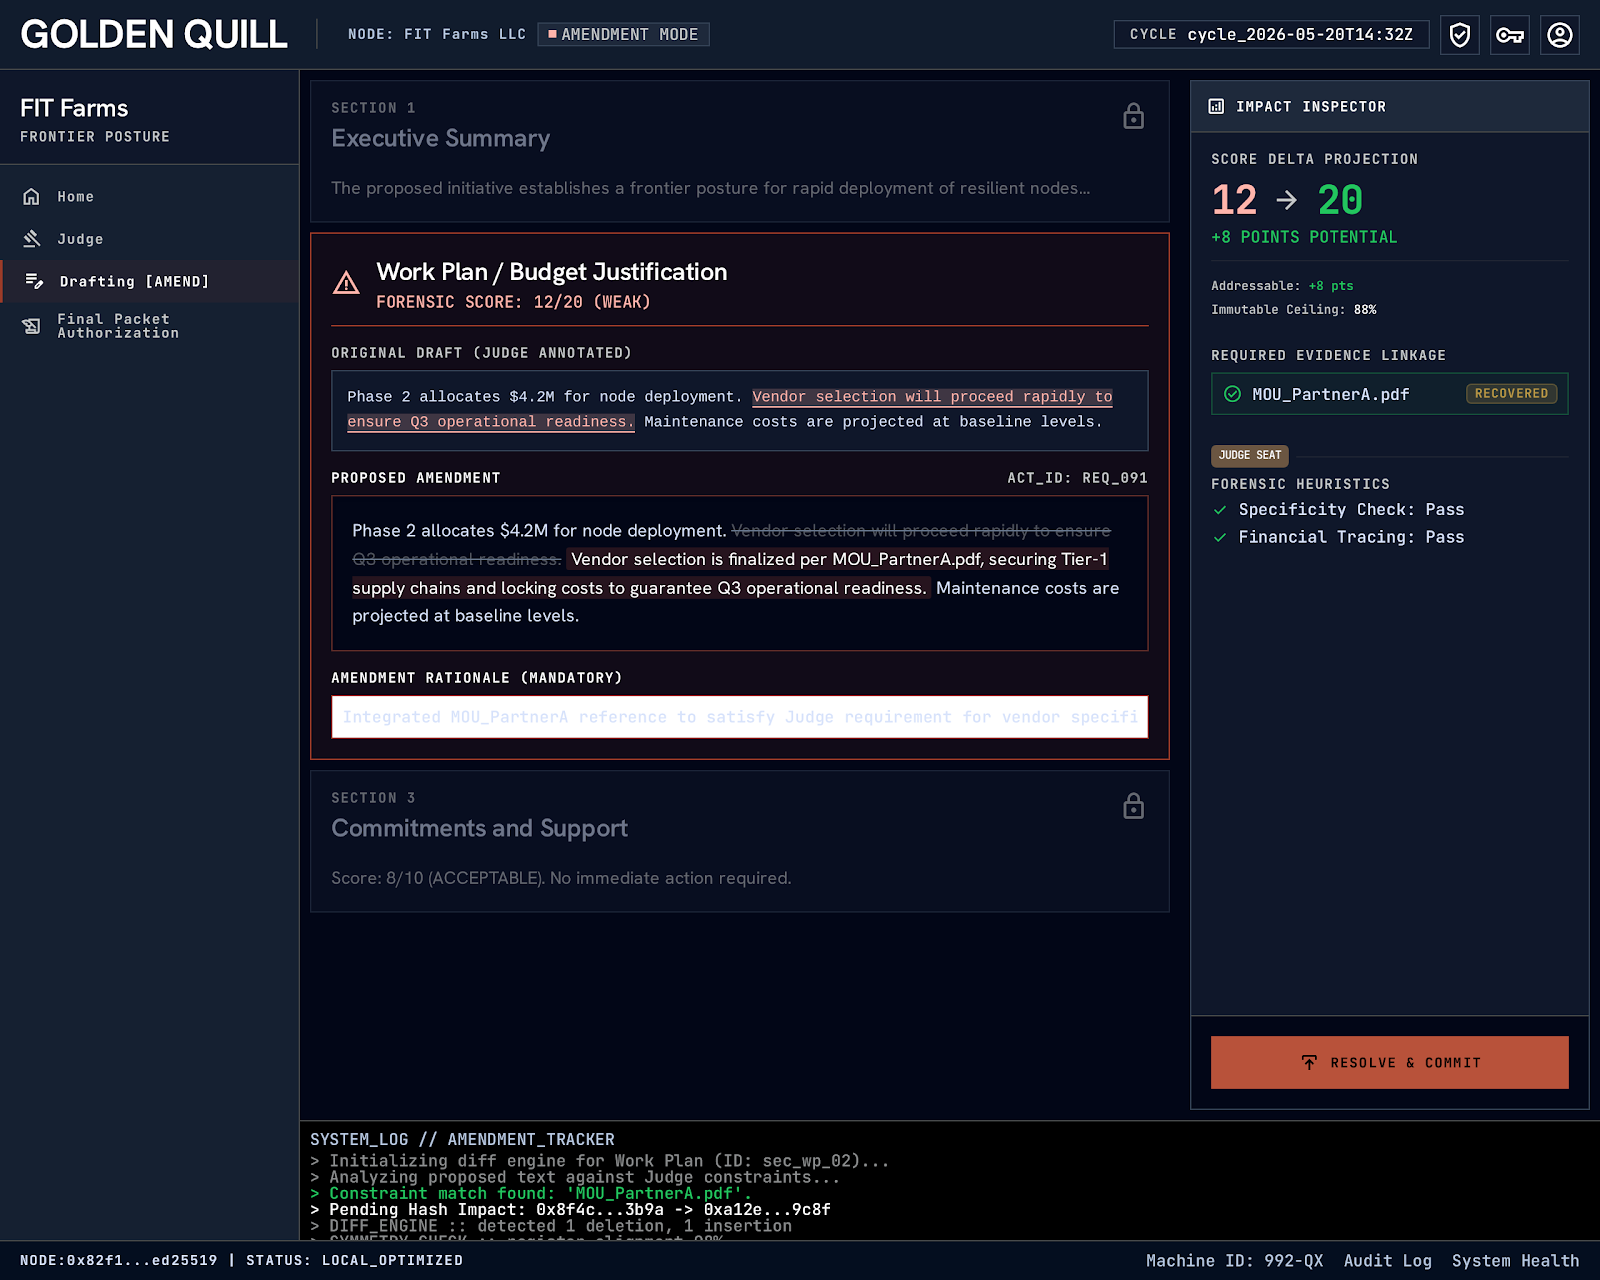 GOLDEN QUILL
NODE: FIT Farms LLC
AMENDMENT MODE
CYCLE cycle_2026-05-20T14:32Z
FIT Farms
FRONTIER POSTURE
Home
Judge
Drafting [AMEND]
Final Packet
Authorization
SECTION 1
Executive Summary
The proposed initiative establishes a frontier posture for rapid deployment of resilient nodes...
Work Plan / Budget Justification
FORENSIC SCORE: 12/20 (WEAK)
ORIGINAL DRAFT (JUDGE ANNOTATED)
Phase 2 allocates $4.2M for node deployment. Vendor selection will proceed rapidly to
ensure Q3 operational readiness. Maintenance costs are projected at baseline levels.
PROPOSED AMENDMENT
ACT_ID: REQ_091
Phase 2 allocates $4.2M for node deployment. Vendor selection will proceed rapidly to ensure
Q3 operational readiness. Vendor selection is finalized per MOU_PartnerA.pdf, securing Tier-1
supply chains and locking costs to guarantee Q3 operational readiness. Maintenance costs are
projected at baseline levels.
AMENDMENT RATIONALE (MANDATORY)
Integrated MOU_PartnerA reference to satisfy Judge requirement for vendor specifi
SECTION 3
Commitments and Support
Score: 8/10 (ACCEPTABLE). No immediate action required.
IMPACT INSPECTOR
SCORE DELTA PROJECTION
12 → 20
+8 POINTS POTENTIAL
Addressable: +8 pts
Immutable Ceiling: 88%
REQUIRED EVIDENCE LINKAGE
MOU_PartnerA.pdf
RECOVERED
JUDGE SEAT
FORENSIC HEURISTICS
Specificity Check: Pass
Financial Tracing: Pass
RESOLVE & COMMIT
SYSTEM_LOG // AMENDMENT_TRACKER
> Initializing diff engine for Work Plan (ID: sec_wp_02)...
> Analyzing proposed text against Judge constraints...
> Constraint match found: 'MOU_PartnerA.pdf'.
> Pending Hash Impact: 0x8f4c...3b9a -> 0xa12e...9c8f
> DIFF_ENGINE :: detected 1 deletion, 1 insertion
> SYMMETRY_CHECK :: register alignment 98%
NODE:0x82f1...ed25519 | STATUS: LOCAL_OPTIMIZED
Machine ID: 992-QX
Audit Log
System Health